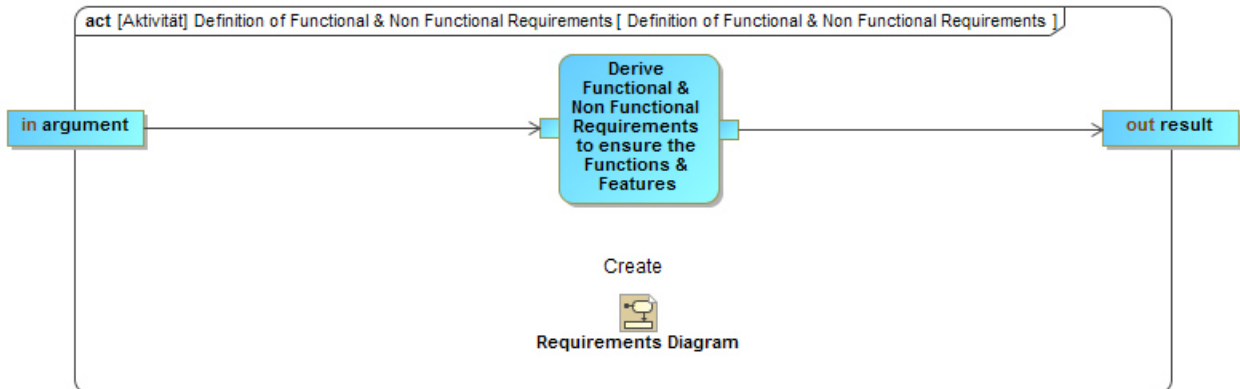 act [Aktivität] Definition of Functional & Non Functional Requirements [ Definition of Functional & Non Functional Requirements ]
Derive
Functional &
Non Functional
Requirements
to ensure the
Functions &
Features
in argument
out result
Create
Requirements Diagram